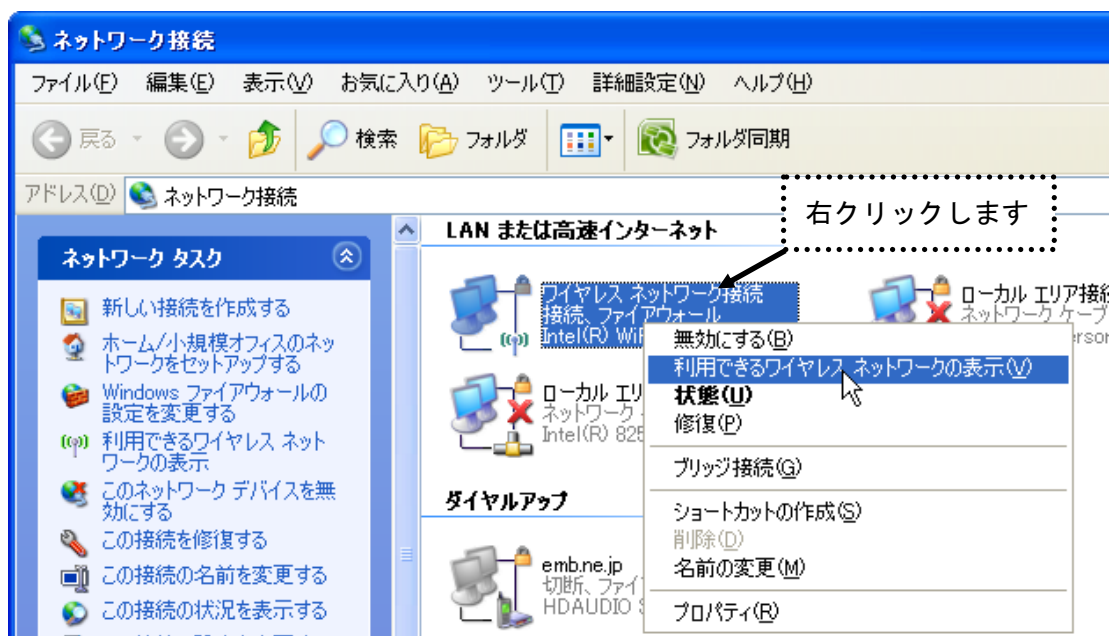 ネットワーク接続
ファイル(F) 編集(E) 表示(V) お気に入り(A) ツール(T) 詳細設定(N) ヘルプ(H)
戻る 検索 フォルダ フォルダ同期
アドレス(D) ネットワーク接続
右クリックします
ネットワーク タスク
新しい接続を作成する
ホーム/小規模オフィスのネッ
トワークをセットアップする
Windows ファイアウォールの
設定を変更する
利用できるワイヤレス ネット
ワークの表示
このネットワーク デバイスを無
効にする
この接続を修復する
この接続の名前を変更する
この接続の状況を表示する
LAN または高速インターネット
ワイヤレス ネットワーク接続
接続、ファイアウォール
Intel(R)
ローカル エリア接続
ネットワーク ケーブ
ローカル エリ
ネットワーク
Intel(R) 825
無効にする(B)
利用できるワイヤレス ネットワークの表示(V)
状態(U)
修復(P)
ブリッジ接続(G)
ショートカットの作成(S)
削除(D)
名前の変更(M)
プロパティ(R)
ダイヤルアップ
emb.ne.jp
切断、ファイ
HDAUDIO